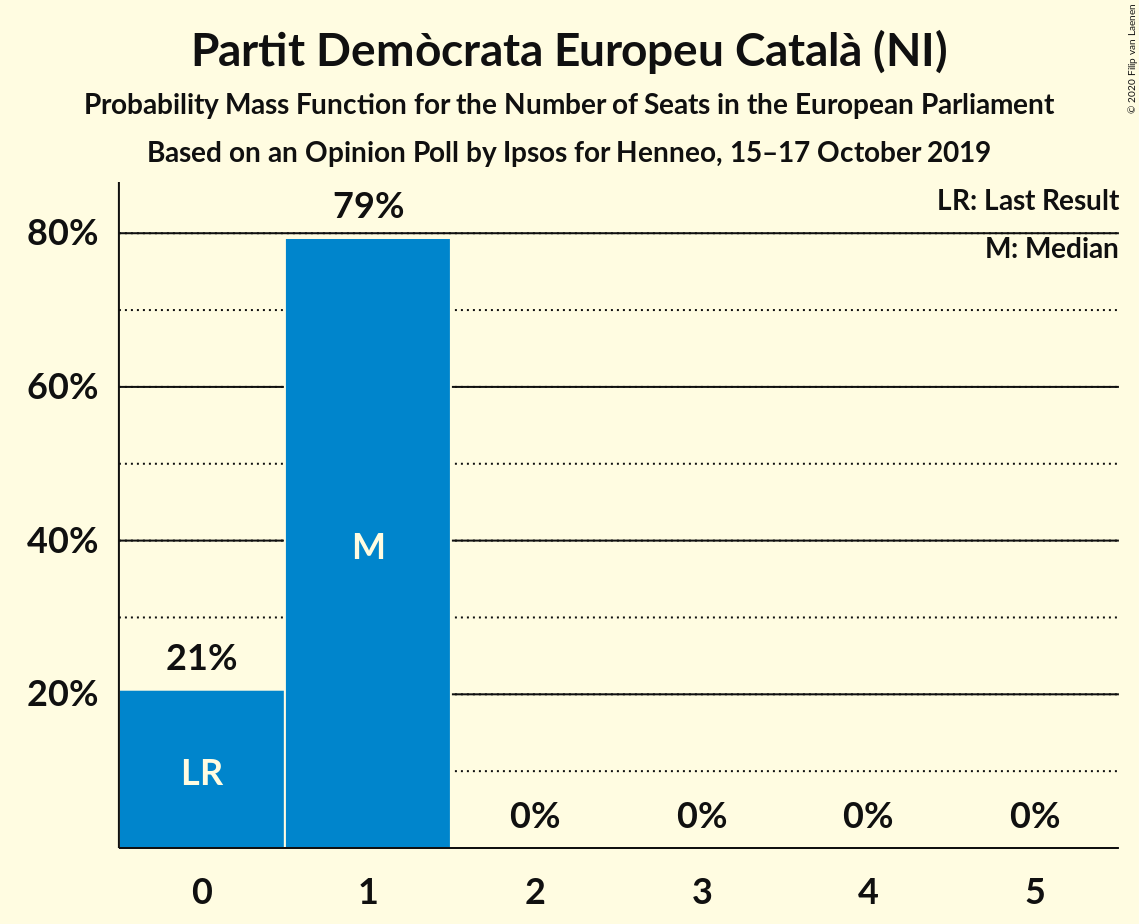 Partit Demòcrata Europeu Català (NI)
Probability Mass Function for the Number of Seats in the European Parliament
Based on an Opinion Poll by Ipsos for Henneo, 15–17 October 2019
© 2020 Filip van Laenen
LR: Last Result
M: Median
80%
60%
40%
20%
79%
21%
M
LR
0%
0%
0%
0%
0
1
2
3
4
5